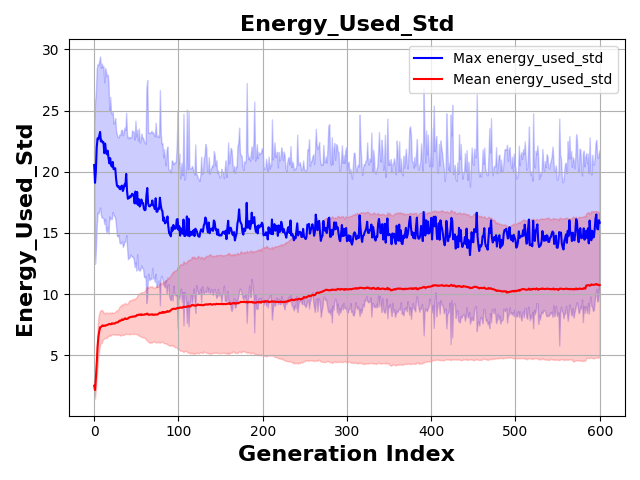 Energy_Used_Std
Max energy_used_std
Mean energy_used_std
Energy_Used_Std
30
25
20
15
10
5
0 100 200 300 400 500 600
Generation Index